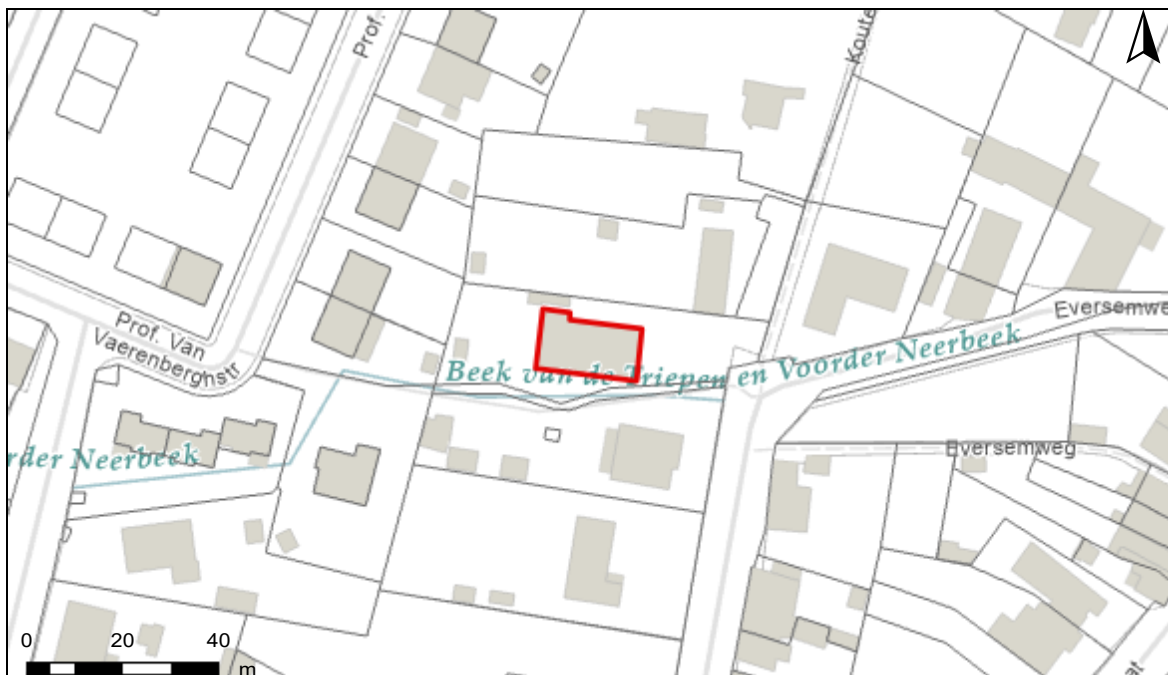 Prof.
Koute
Prof. Van
Vaerenberghstr
Eversemwe
Beek van de Triepen en Voorder Neerbeek
rder Neerbeek
Eversemweg
0 20 40
m
at